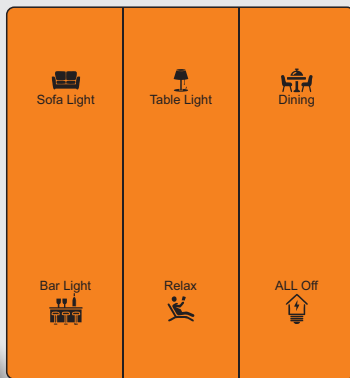 Sofa Light
Table Light
Dining
Bar Light
Relax
ALL Off